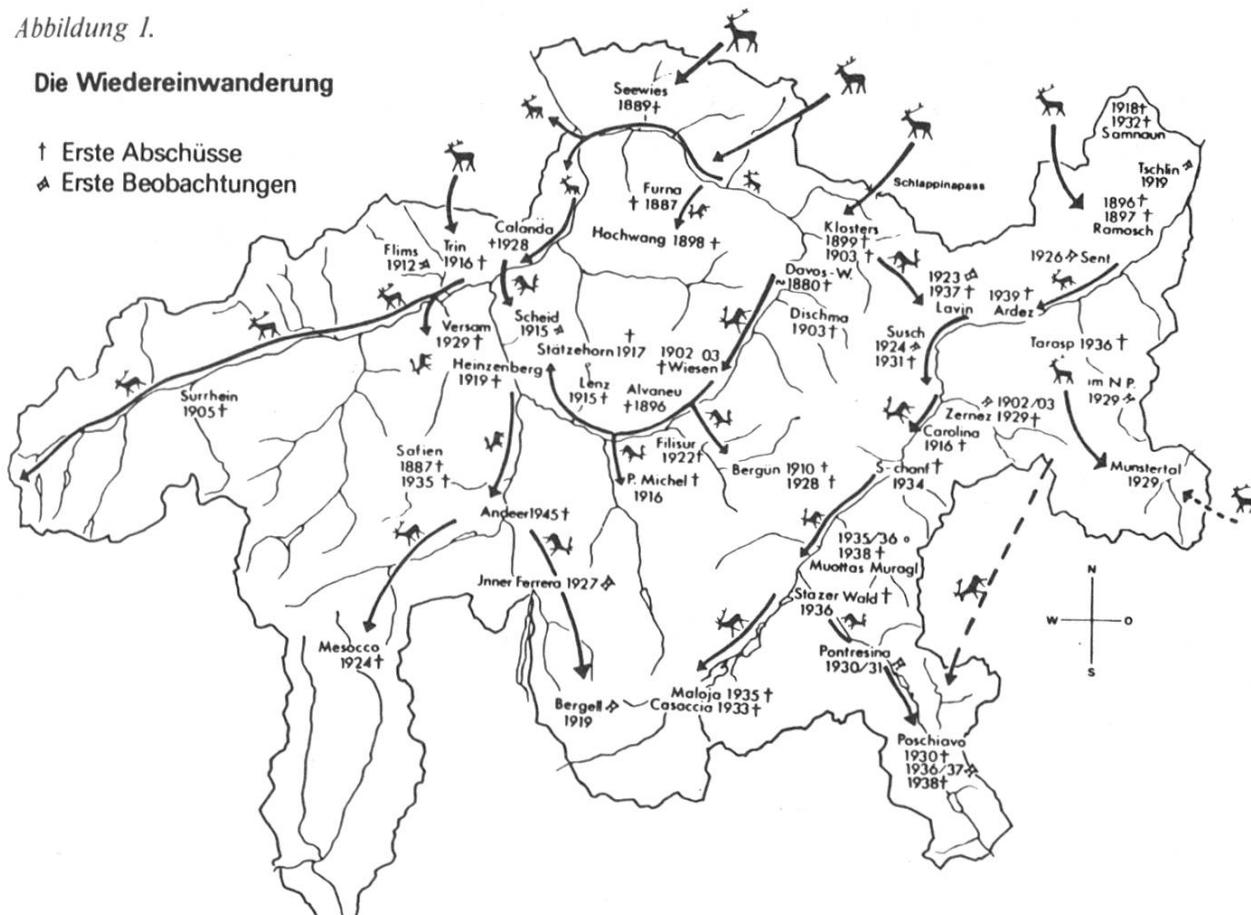 Abbildung 1.
Die Wiedereinwanderung
† Erste Abschüsse
Erste Beobachtungen
Seewies
1889†
Furna
† 1887
Hochwang 1898 †
Schlappinapass
Klosters
1899†
1903 †
1918†
1932†
Samnaun
Tschlin
1919
1896†
1897 †
Ramosch
1926 Sent
Calanda
†1928
Trin
1916 †
Flims
1912
Davos-W.
~1880†
Dischma
1903†
1923
1937†
Lavin
1939 †
Ardez
Susch
1924
1931†
Tarasp 1936 †
im N P.
1929
Scheid
1915
Versam
1929†
Stätzehorn 1917 †
1902 03
†Wiesen
Heinzenberg
1919†
Lenz
1915†
Alvaneu
†1896
Surrhein
1905†
1902/03
Zernez 1929†
Carolina
1916 †
Filisur
1922†
Bergün 1910 †
1928 †
S-chanf†
1934
Munstertal
1929
Safien
1887†
1935†
P. Michel †
1916
Andeer1945†
1935/36
1938 †
Muottas Muragl
Jnner Ferrera 1927
Stazer Wald †
1936
Mesocco
1924†
Pontresina
1930/31
Bergell
1919
Maloja 1935 †
Casaccia 1933†
Poschiavo
1930†
1936/37
1938†
N
W
O
S